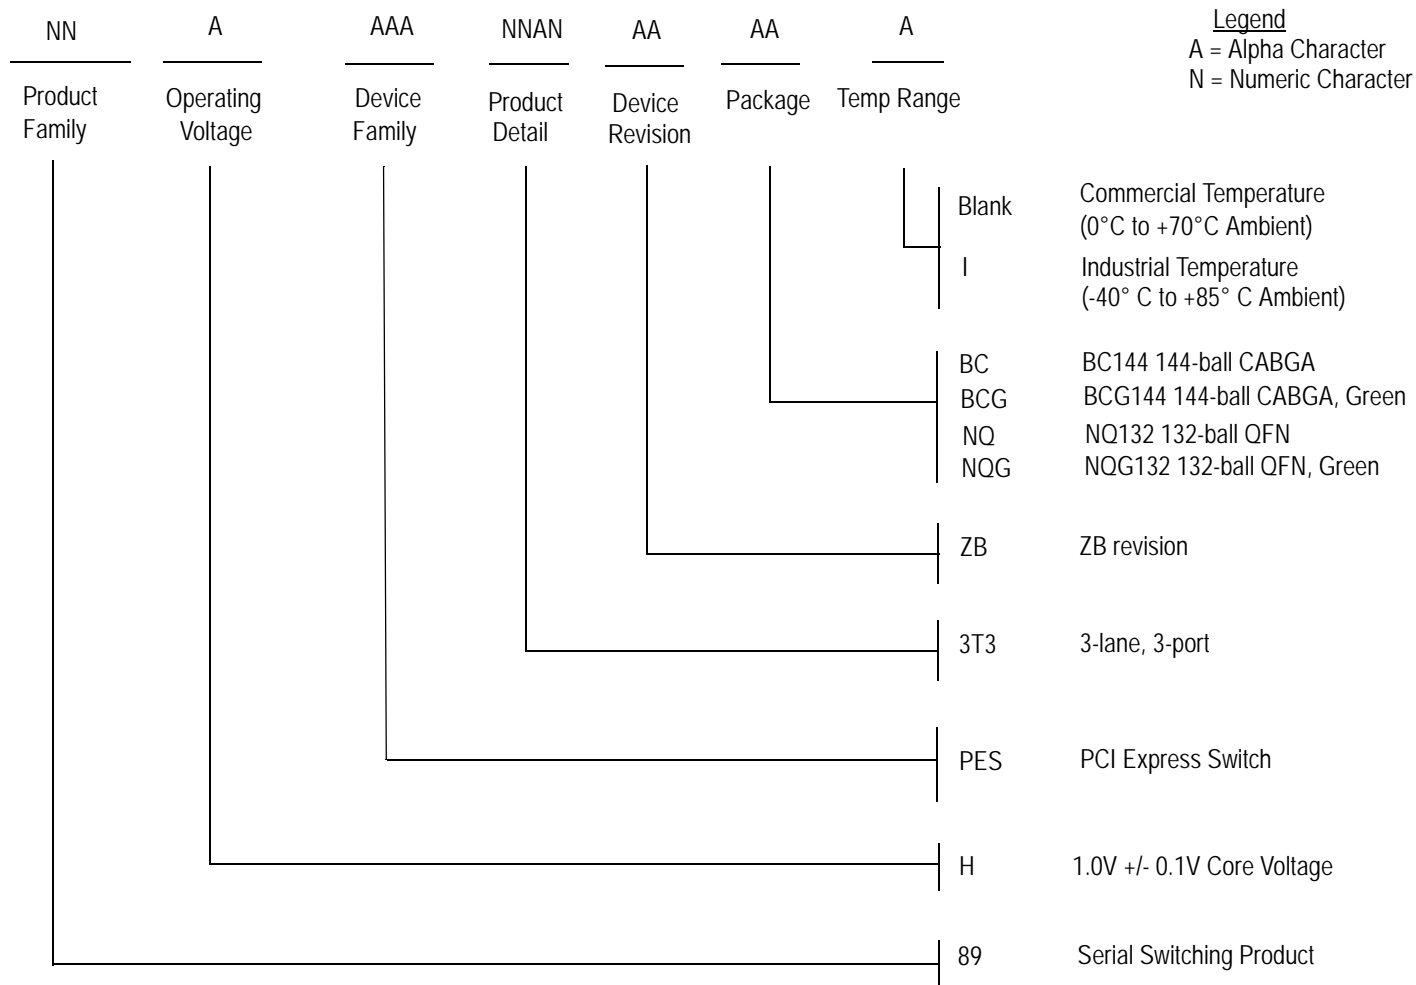 NN A AAA NNAN AA AA A
Legend
A = Alpha Character
N = Numeric Character
Product Family
Operating Voltage
Device Family
Product Detail
Device Revision
Package
Temp Range
Blank Commercial Temperature
(0°C to +70°C Ambient)
I Industrial Temperature
(-40° C to +85° C Ambient)
BC BC144 144-ball CABGA
BCG BCG144 144-ball CABGA, Green
NQ NQ132 132-ball QFN
NQG NQG132 132-ball QFN, Green
ZB ZB revision
3T3 3-lane, 3-port
PES PCI Express Switch
H 1.0V +/- 0.1V Core Voltage
89 Serial Switching Product